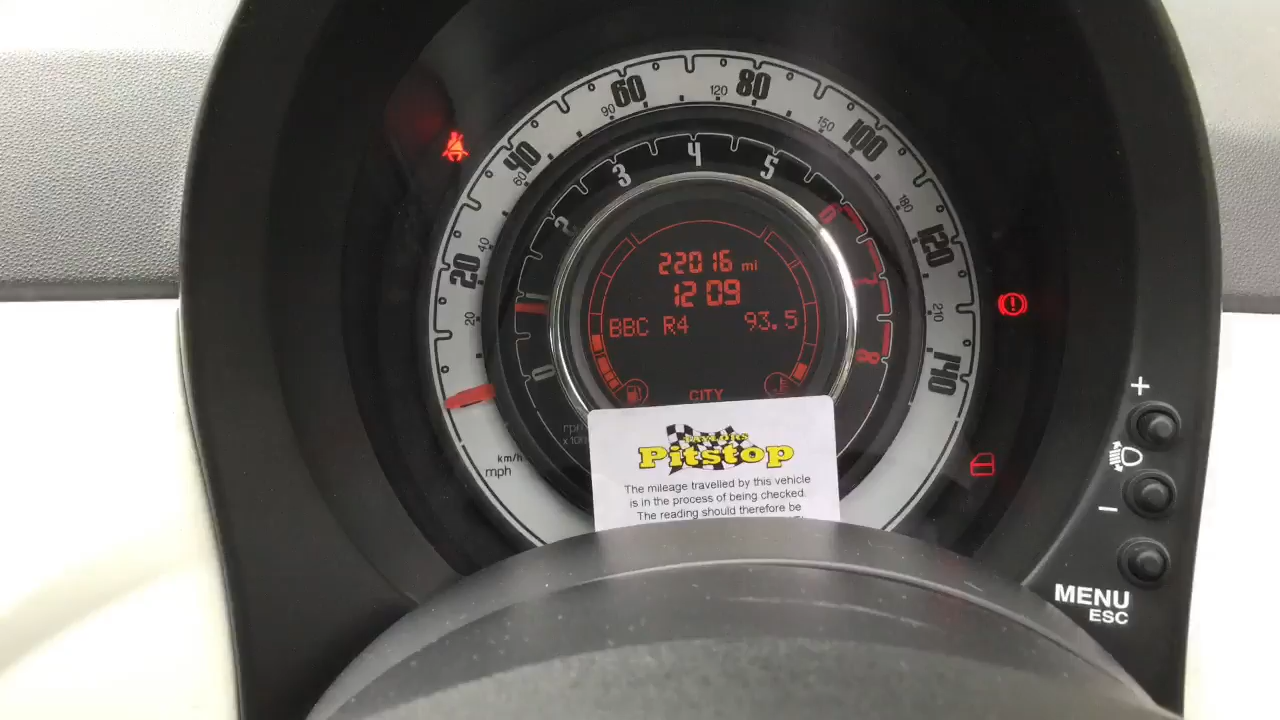 60
80
90
120
40
100
150
60
4
3
5
2
6
180
40
20
120
22016 mi
12 09
BBC R4 93.5
20
210
0
7
8
140
CITY
rpm
km/h
mph
TAYLORS
Pitstop
The mileage travelled by this vehicle
is in the process of being checked.
The reading should therefore be
+
−
MENU
ESC